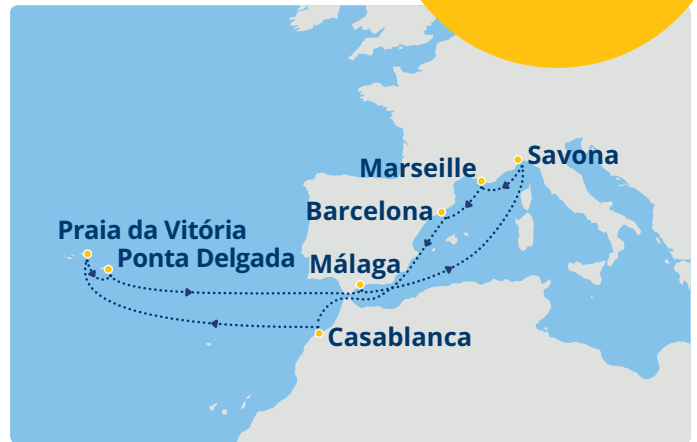 Savona
Marseille
Barcelona
Praia da Vitória
Ponta Delgada
Málaga
Casablanca